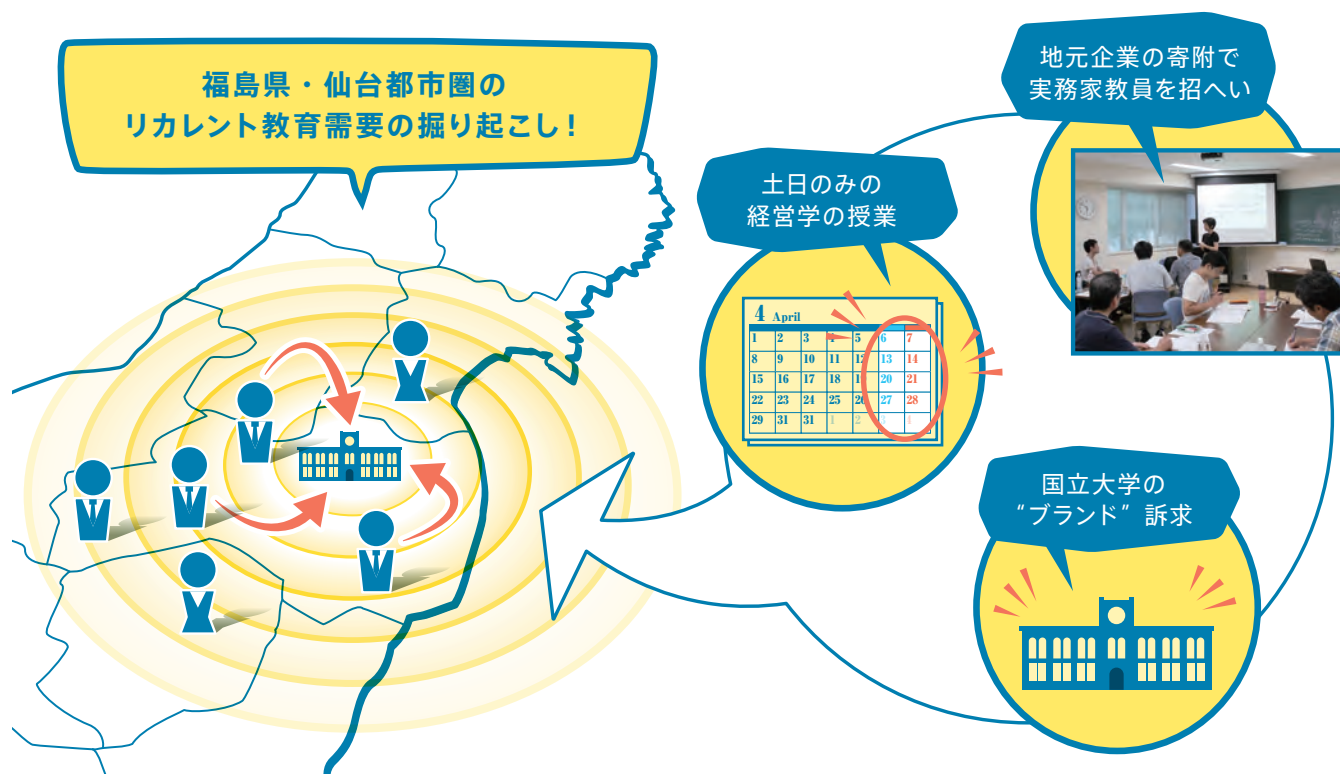 福島県・仙台都市圏の
リカレント教育需要の掘り起こし!
地元企業の寄附で
実務家教員を招へい
土日のみの
経営学の授業
4 April
1 2 3 4 5 6 7
8 9 10 11 12 13 14
15 16 17 18 19 20 21
22 23 24 25 26 27 28
29 31 31 1 2
国立大学の
“ブランド”訴求